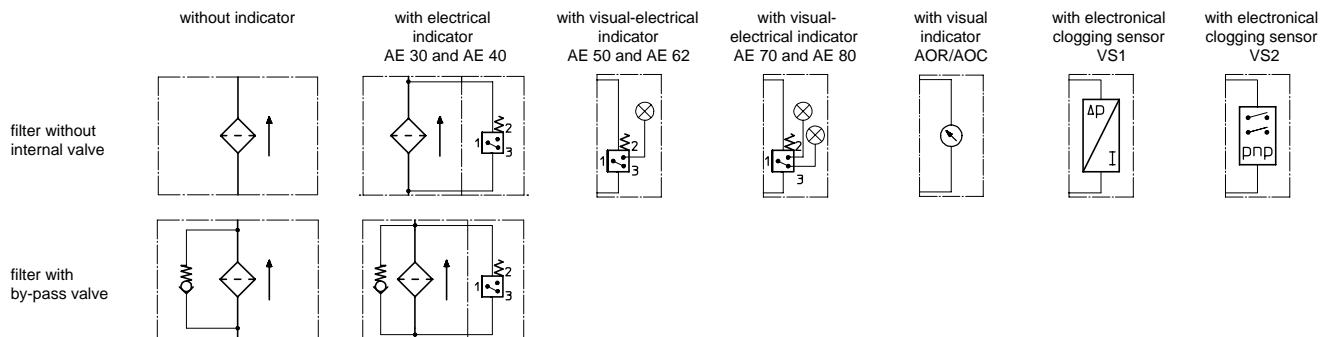 without indicator
with electrical
indicator
AE 30 and AE 40
with visual-electrical
indicator
AE 50 and AE 62
with visual-
electrical indicator
AE 70 and AE 80
with visual
indicator
AOR/AOC
with electronical
clogging sensor
VS1
with electronical
clogging sensor
VS2
filter without
internal valve
1
2
3
1
2
3
1
2
3
Δp
I
pnp
filter with
by-pass valve
1
2
3